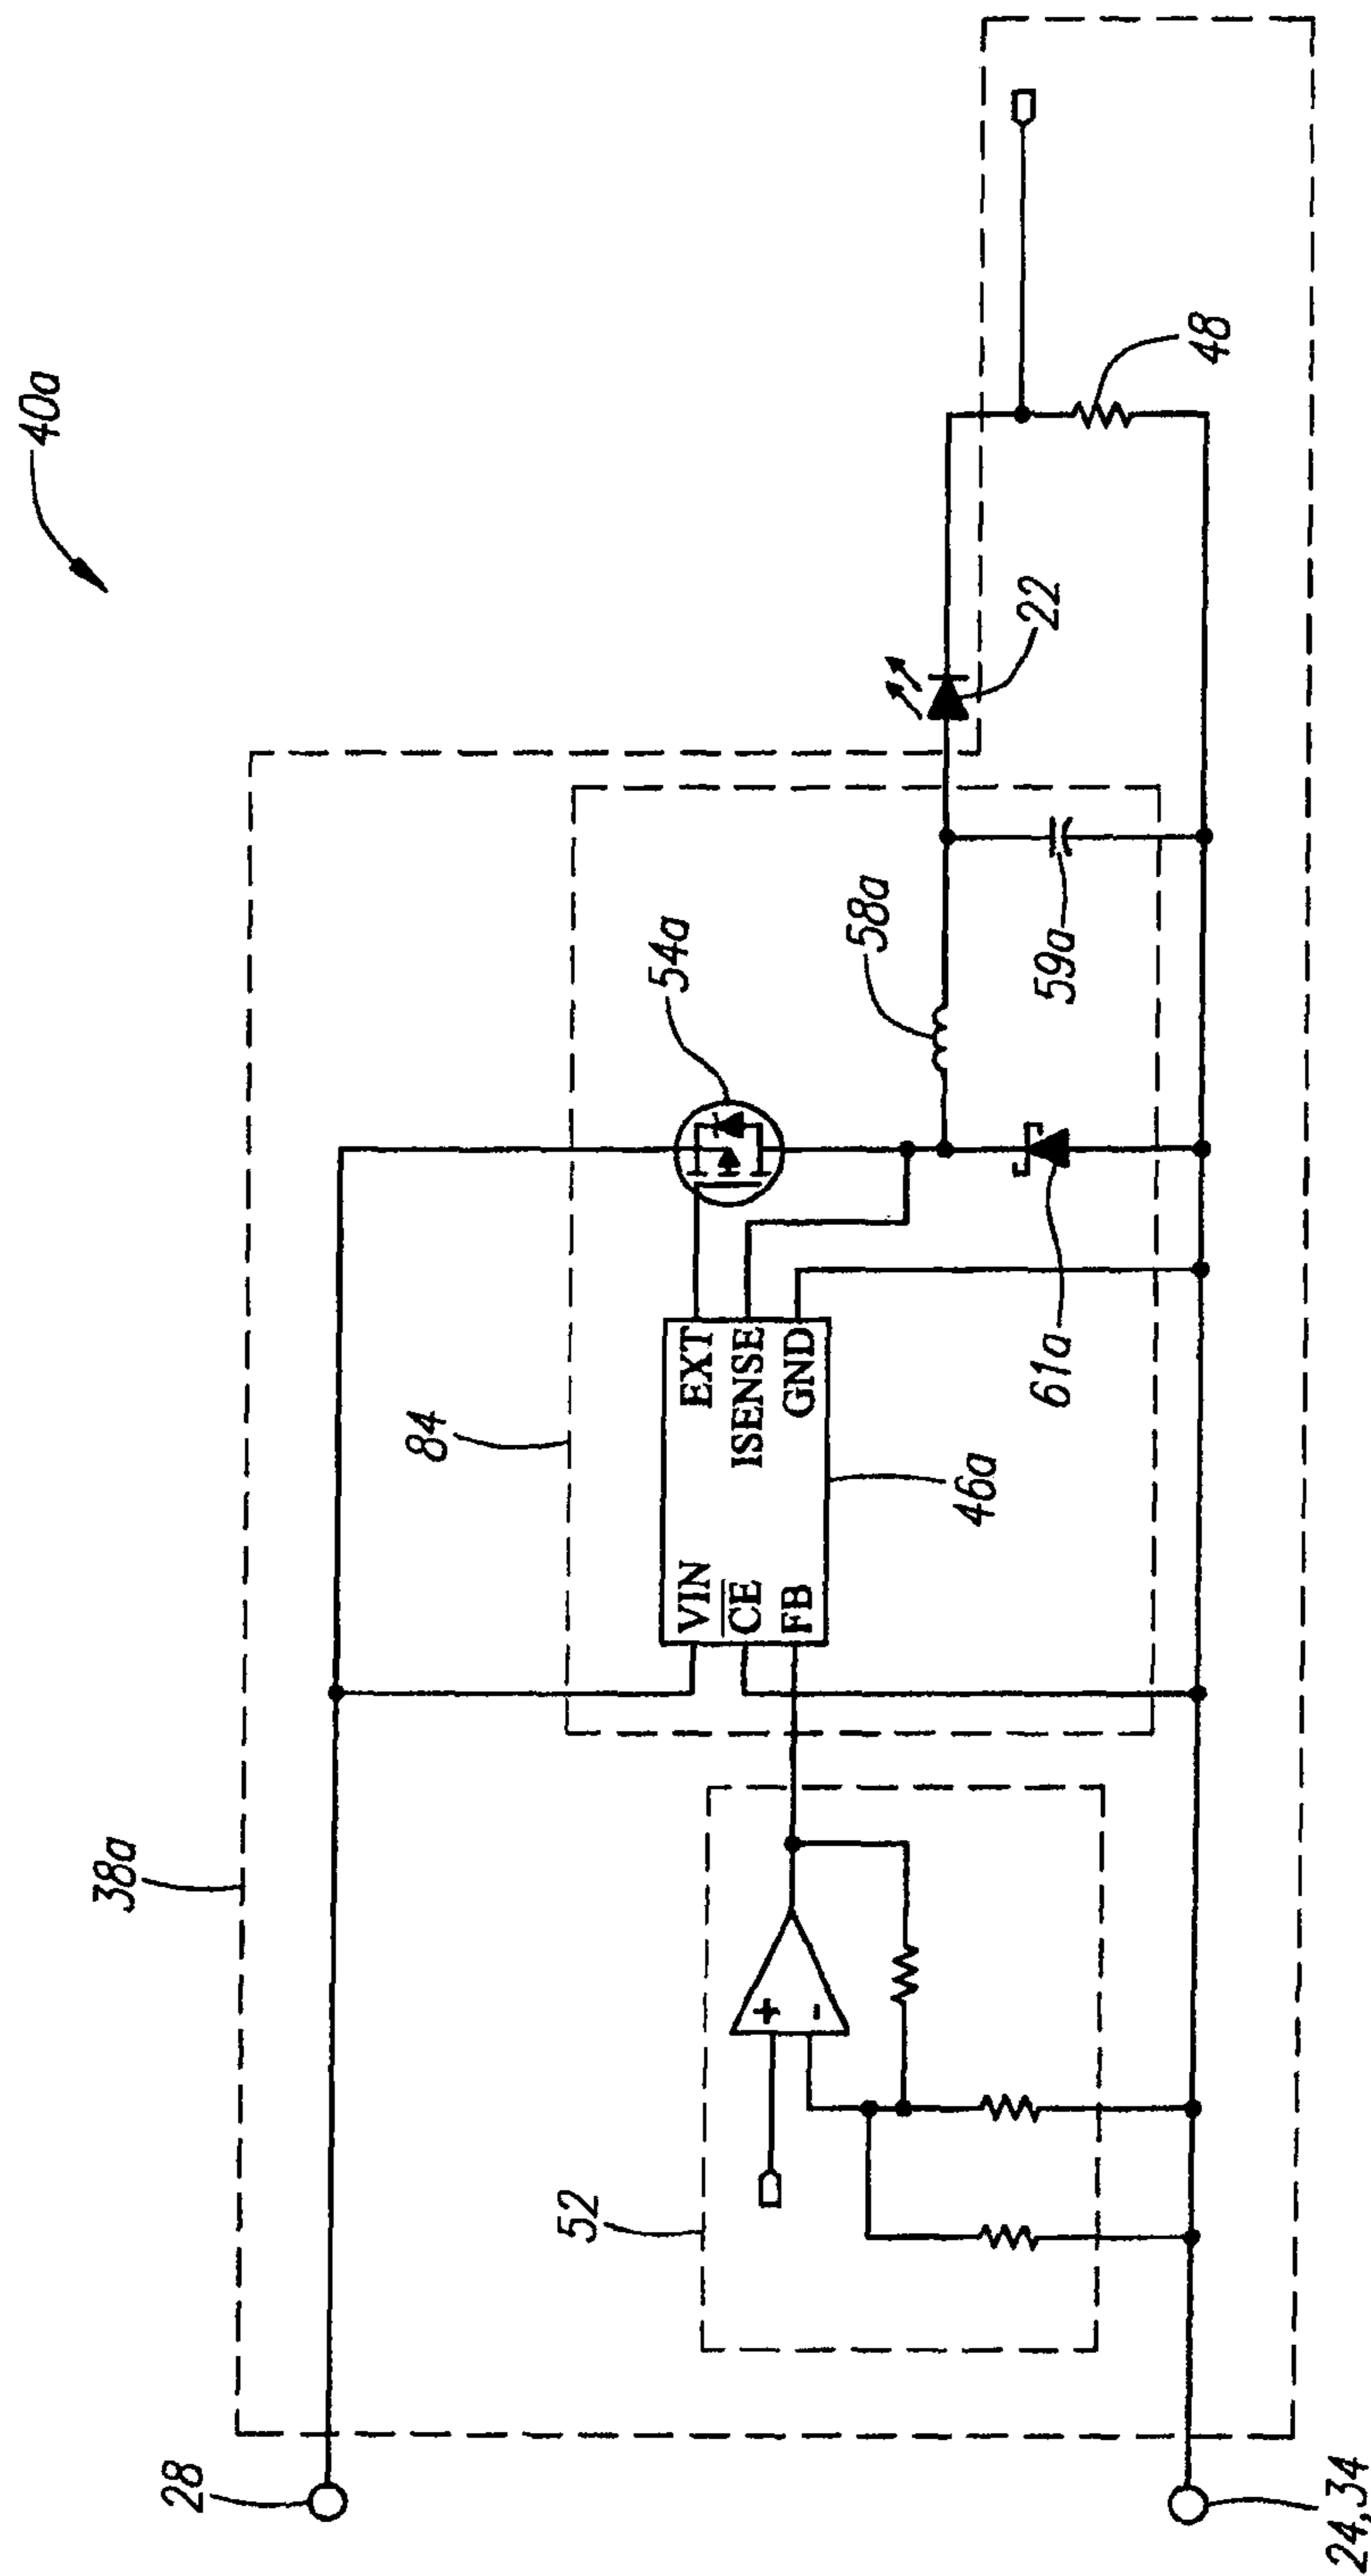 40a
38a
28
84
54a
52
VIN
CE
FB
EXT
ISENSE
GND
46a
58a
22
59a
61a
48
+
-
24,34